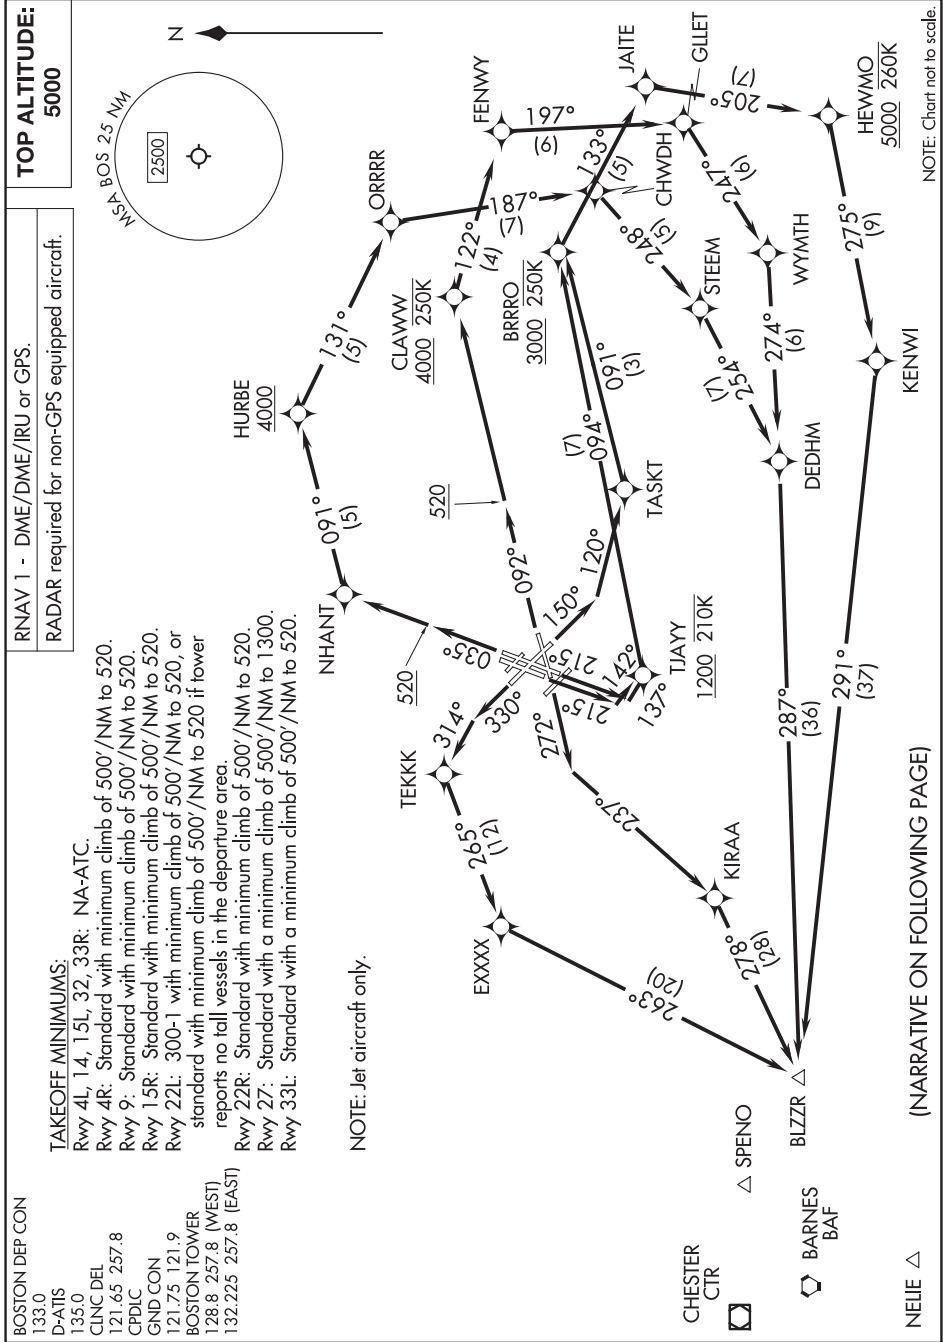 BOSTON DEP CON
133.0
D-ATIS
135.0
CLNC DEL
121.65 257.8
CPDLC
GND CON
121.75 121.9
BOSTON TOWER
128.8 257.8 (WEST)
132.225 257.8 (EAST)
RNAV 1 - DME/DME/IRU or GPS.
RADAR required for non-GPS equipped aircraft.
TOP ALTITUDE:
5000
TAKEOFF MINIMUMS:
Rwy 4L, 14, 15L, 32, 33R: NA-ATC.
Rwy 4R: Standard with minimum climb of 500'/NM to 520.
Rwy 9: Standard with minimum climb of 500'/NM to 520.
Rwy 15R: Standard with minimum climb of 500'/NM to 520.
Rwy 22L: 300-1 with minimum climb of 500'/NM to 520, or
standard with minimum climb of 500'/NM to 520 if tower
reports no tall vessels in the departure area.
Rwy 22R: Standard with minimum climb of 500'/NM to 520.
Rwy 27: Standard with a minimum climb of 500'/NM to 1300.
Rwy 33L: Standard with a minimum climb of 500'/NM to 520.
NOTE: Jet aircraft only.
MSA BOS 25 NM
2500
N
HURBE
4000
131°
(5)
ORRRR
NHANT
091°
(5)
520
035°
CLAWW
4000 250K
122°
(4)
FENWY
187°
(7)
197°
(6)
520
092°
TEKKK
314°
330°
265°
(12)
EXXXX
263°
(20)
BRRRO
3000 250K
133°
(5)
JAITE
CHWDH
GLLET
205°
(7)
091°
(3)
094°
(7)
TASKT
120°
150°
215°
142°
215°
137°
TJAYY
1200 210K
272°
237°
KIRAA
278°
(28)
248°
(5)
STEEM
247°
(6)
WYMTH
254°
(7)
274°
(6)
DEDHM
287°
(36)
HEWMO
5000 260K
275°
(9)
KENWI
291°
(37)
BLZZR
SPENO
CHESTER
CTR
BARNES
BAF
NELIE
(NARRATIVE ON FOLLOWING PAGE)
NOTE: Chart not to scale.